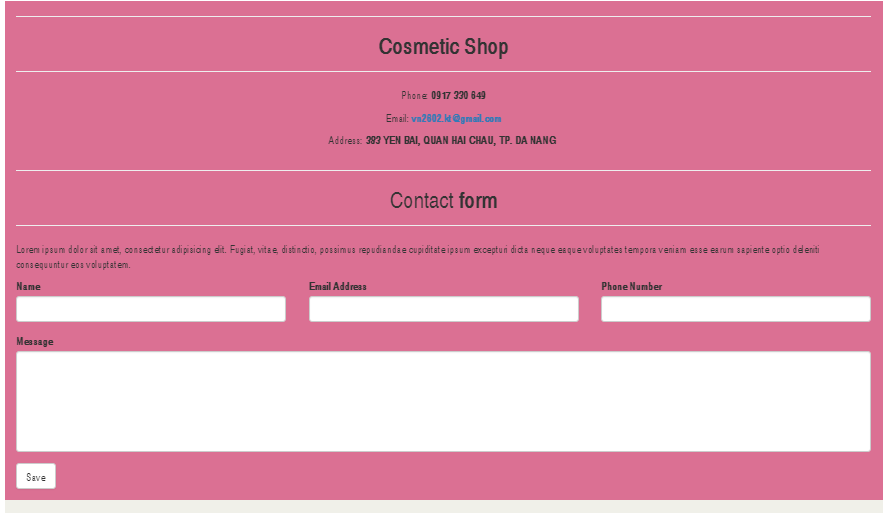 Cosmetic Shop
Phone: 0917 330 649
Email: vo2902.kt@gmail.com
Address: 393 YEN BAI, QUAN HAI CHAU, TP. DA NANG
Contact form
Lorem ipsum dolor sit amet, consectetur adipisicing elit. Fugiat, vitae, distinctio, possimus repudiandae cupiditate ipsum excepturi dicta neque eaque voluptates tempora veniam esse earum sapiente optio deleniti
consequuntur eos voluptatem.
Name Email Address Phone Number
Message
Save